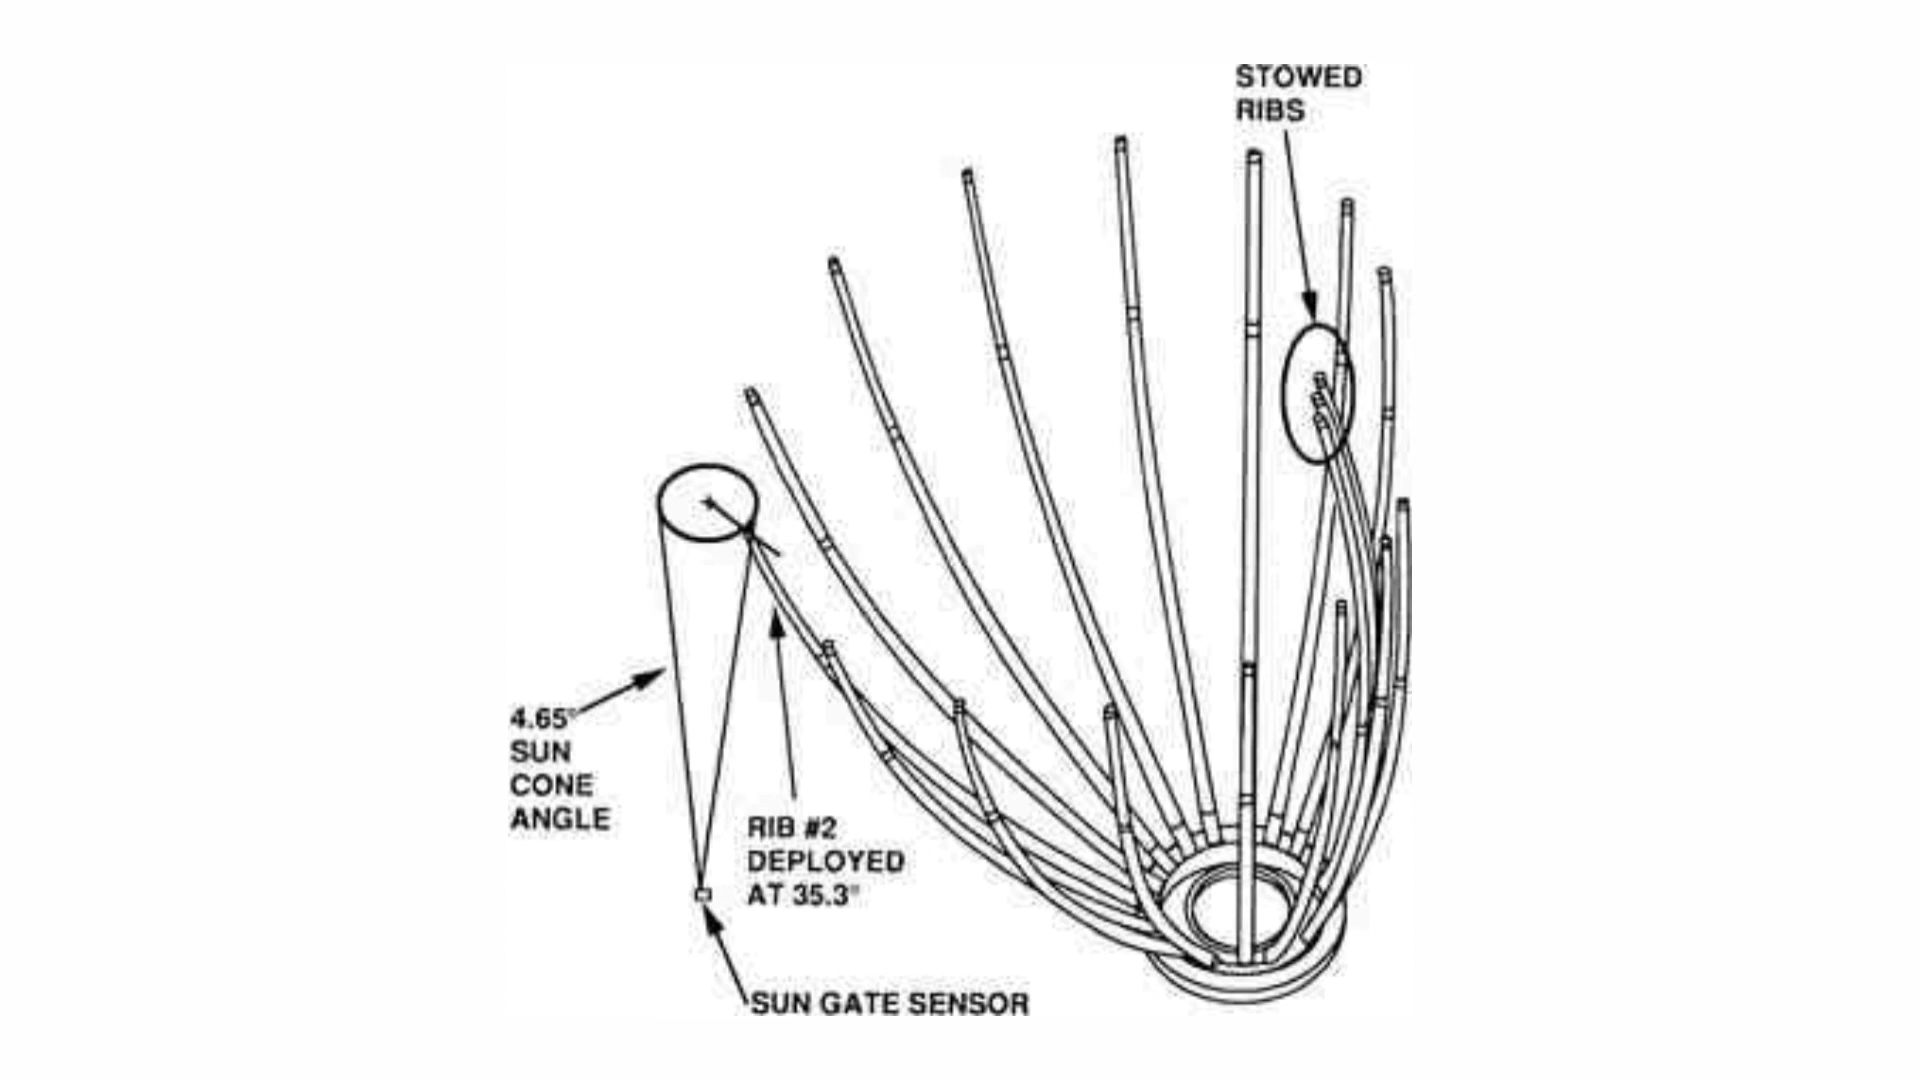 STOWED
RIBS
4.65°
SUN
CONE
ANGLE
RIB #2
DEPLOYED
AT 35.3°
SUN GATE SENSOR